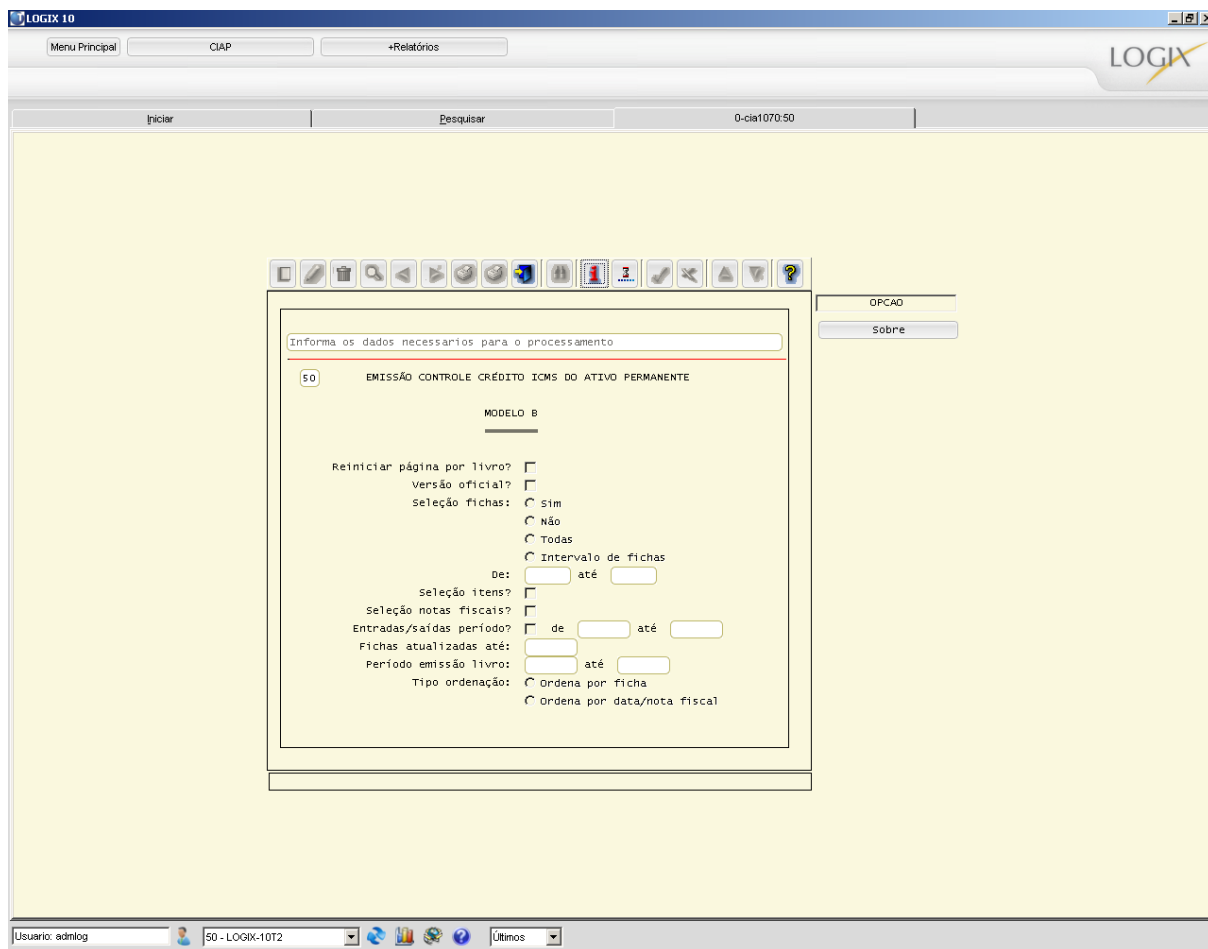 LOGIX 10
Menu Principal CIAP +Relatórios
LOGIX
Iniciar Pesquisar 0-cia1070:50
OPCAO
Sobre
Informa os dados necessarios para o processamento
50 EMISSÃO CONTROLE CRÉDITO ICMS DO ATIVO PERMANENTE
MODELO B
Reiniciar página por livro?
Versão oficial?
Seleção fichas: Sim
Não
Todas
Intervalo de fichas
De: até
Seleção itens?
Seleção notas fiscais?
Entradas/saídas período? de até
Fichas atualizadas até:
Período emissão livro: até
Tipo ordenação: Ordena por ficha
Ordena por data/nota fiscal
Usuario: admlog 50 - LOGIX-10T2 Últimos